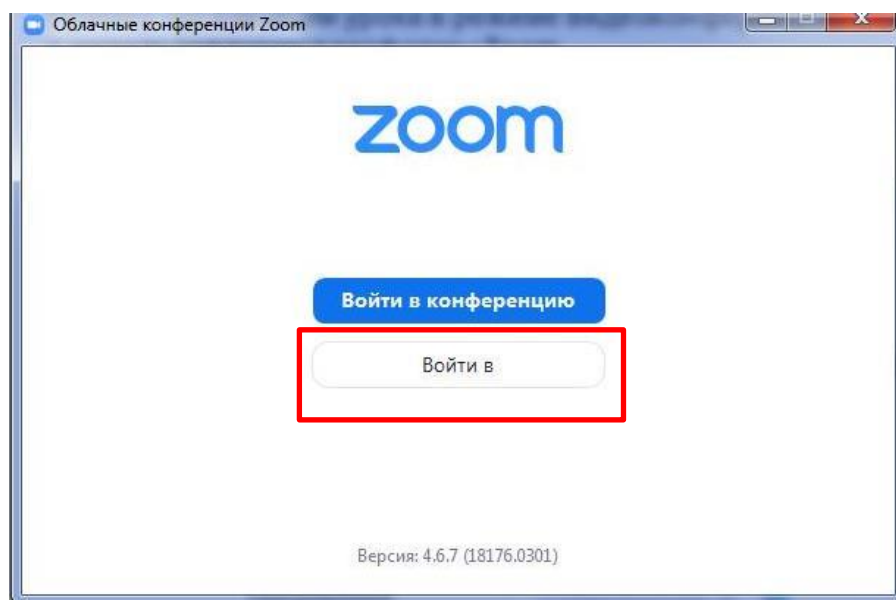 Облачные конференции Zoom
zoom
Войти в конференцию
Войти в
Версия: 4.6.7 (18176.0301)